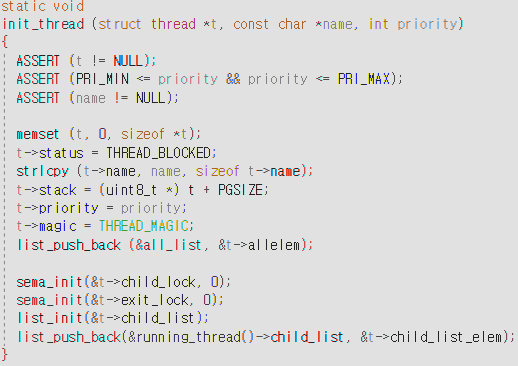 static void
init_thread (struct thread *t, const char *name, int priority)
{
  ASSERT (t != NULL);
  ASSERT (PRI_MIN <= priority && priority <= PRI_MAX);
  ASSERT (name != NULL);

  memset (t, 0, sizeof *t);
  t->status = THREAD_BLOCKED;
  strlcpy (t->name, name, sizeof t->name);
  t->stack = (uint8_t *) t + PGSIZE;
  t->priority = priority;
  t->magic = THREAD_MAGIC;
  list_push_back (&all_list, &t->allelem);

  sema_init(&t->child_lock, 0);
  sema_init(&t->exit_lock, 0);
  list_init(&t->child_list);
  list_push_back(&running_thread()->child_list, &t->child_list_elem);
}